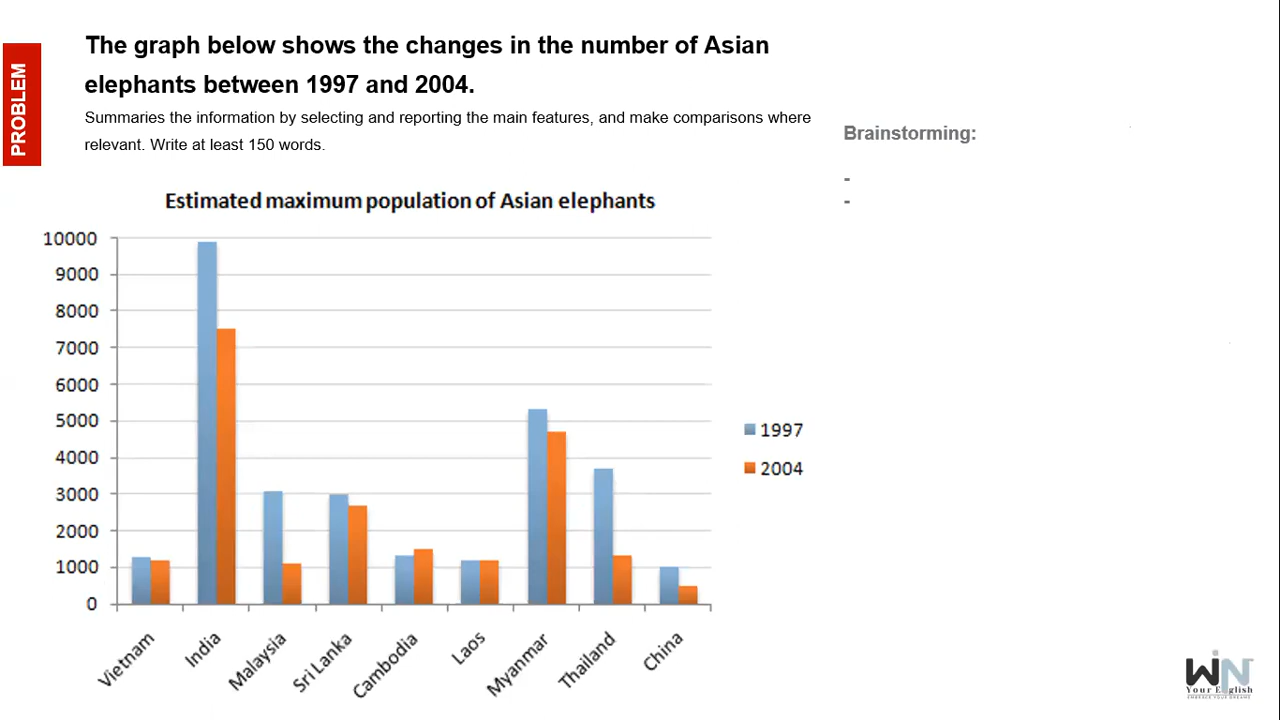 PROBLEM
The graph below shows the changes in the number of Asian
elephants between 1997 and 2004.
Summaries the information by selecting and reporting the main features, and make comparisons where
relevant. Write at least 150 words.
Brainstorming:
-
-
Estimated maximum population of Asian elephants
10000
9000
8000
7000
6000
5000
4000
3000
2000
1000
0
Vietnam
India
Malaysia
Sri Lanka
Cambodia
Laos
Myanmar
Thailand
China
1997
2004
WIN
Your English
EMBRACE YOUR DREAMS